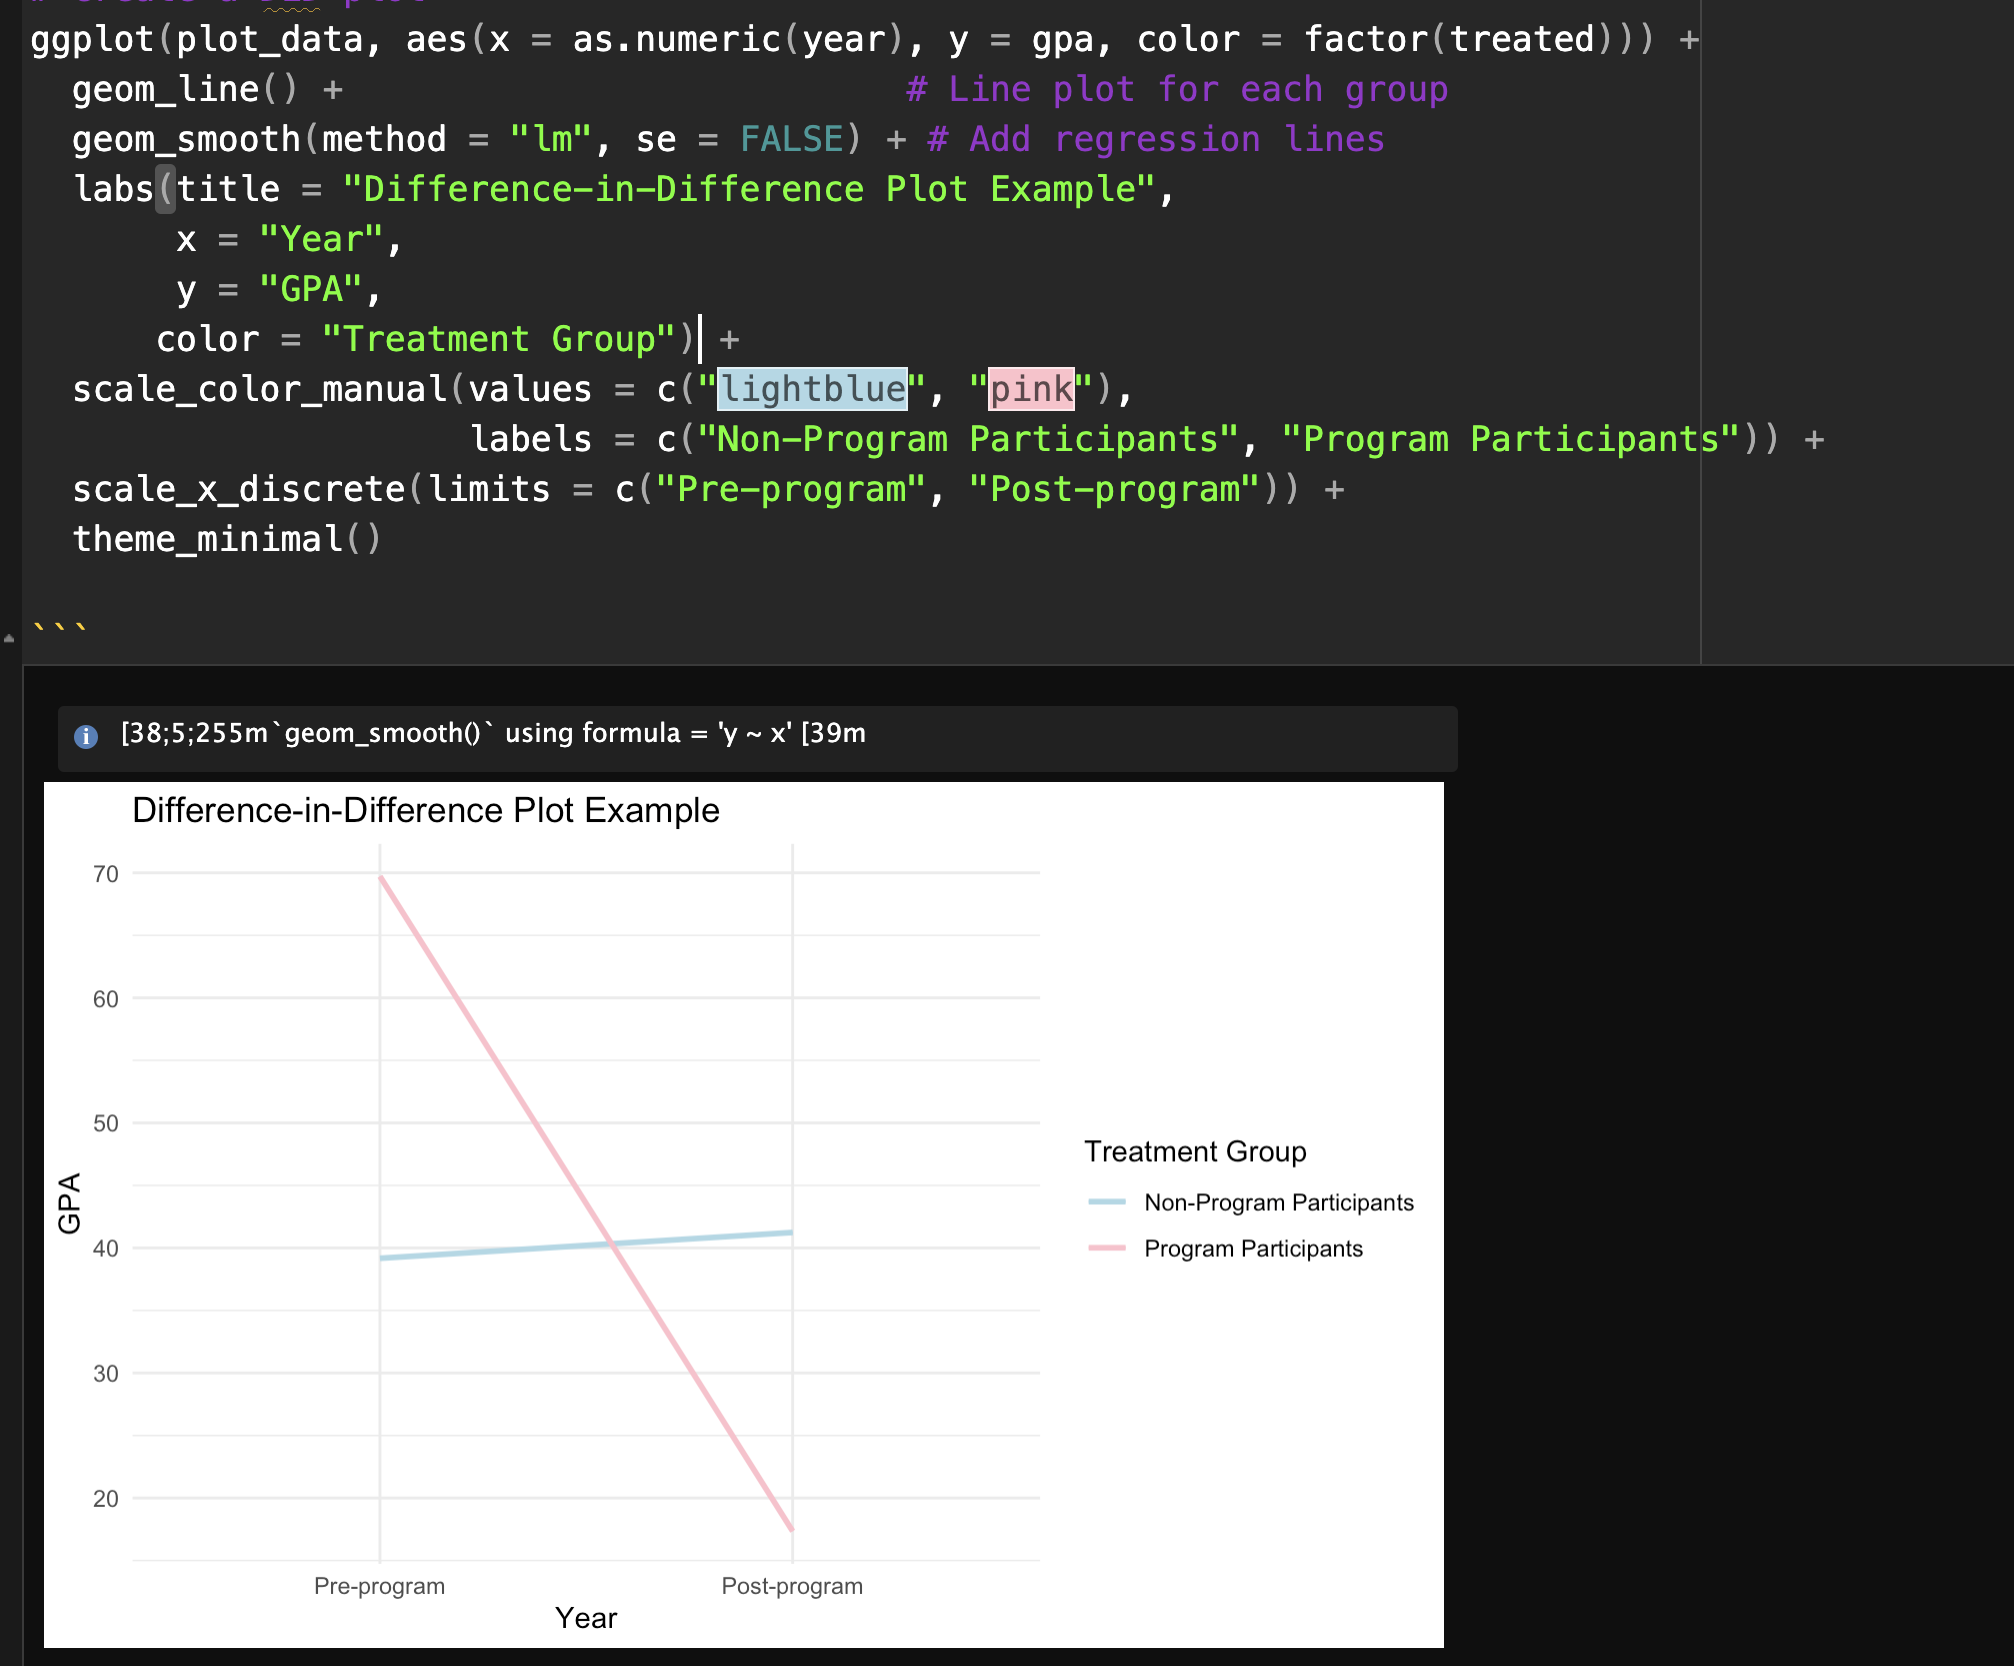 ggplot(plot_data, aes(x = as.numeric(year), y = gpa, color = factor(treated))) +
  geom_line() +                           # Line plot for each group
  geom_smooth(method = "lm", se = FALSE) + # Add regression lines
  labs(title = "Difference-in-Difference Plot Example",
       x = "Year",
       y = "GPA",
      color = "Treatment Group") +
  scale_color_manual(values = c("lightblue", "pink"),
                     labels = c("Non-Program Participants", "Program Participants")) +
  scale_x_discrete(limits = c("Pre-program", "Post-program")) +
  theme_minimal()
```
[38;5;255m`geom_smooth()` using formula = 'y ~ x' [39m
Difference-in-Difference Plot Example
70
60
50
40
30
20
GPA
Pre-program Post-program
Year
Treatment Group
Non-Program Participants
Program Participants